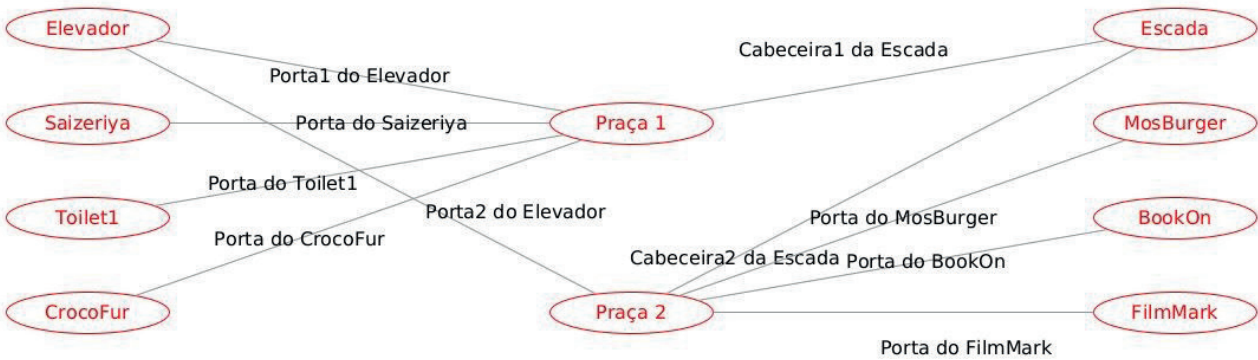 Elevador
Escada
Cabeceira1 da Escada
Porta1 do Elevador
Saizeriya
Porta do Saizeriya
Praça 1
MosBurger
Porta do Toilet1
Toilet1
Porta2 do Elevador
Porta do MosBurger
BookOn
Porta do CrocoFur
Cabeceira2 da Escada
Porta do BookOn
CrocoFur
Praça 2
FilmMark
Porta do FilmMark